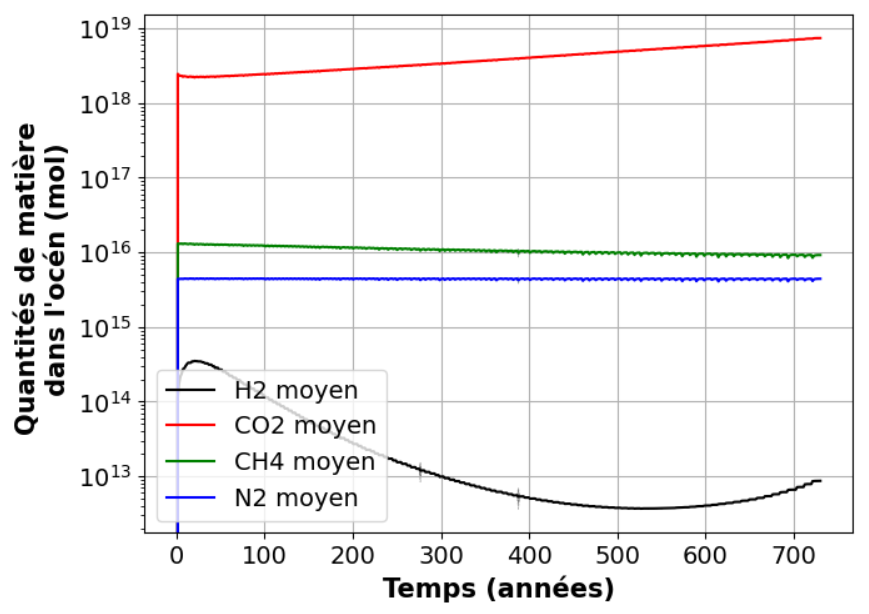 10^19
10^18
10^17
10^16
10^15
10^14
10^13
Quantités de matière
dans l'océn (mol)
H2 moyen
CO2 moyen
CH4 moyen
N2 moyen
0 100 200 300 400 500 600 700
Temps (années)